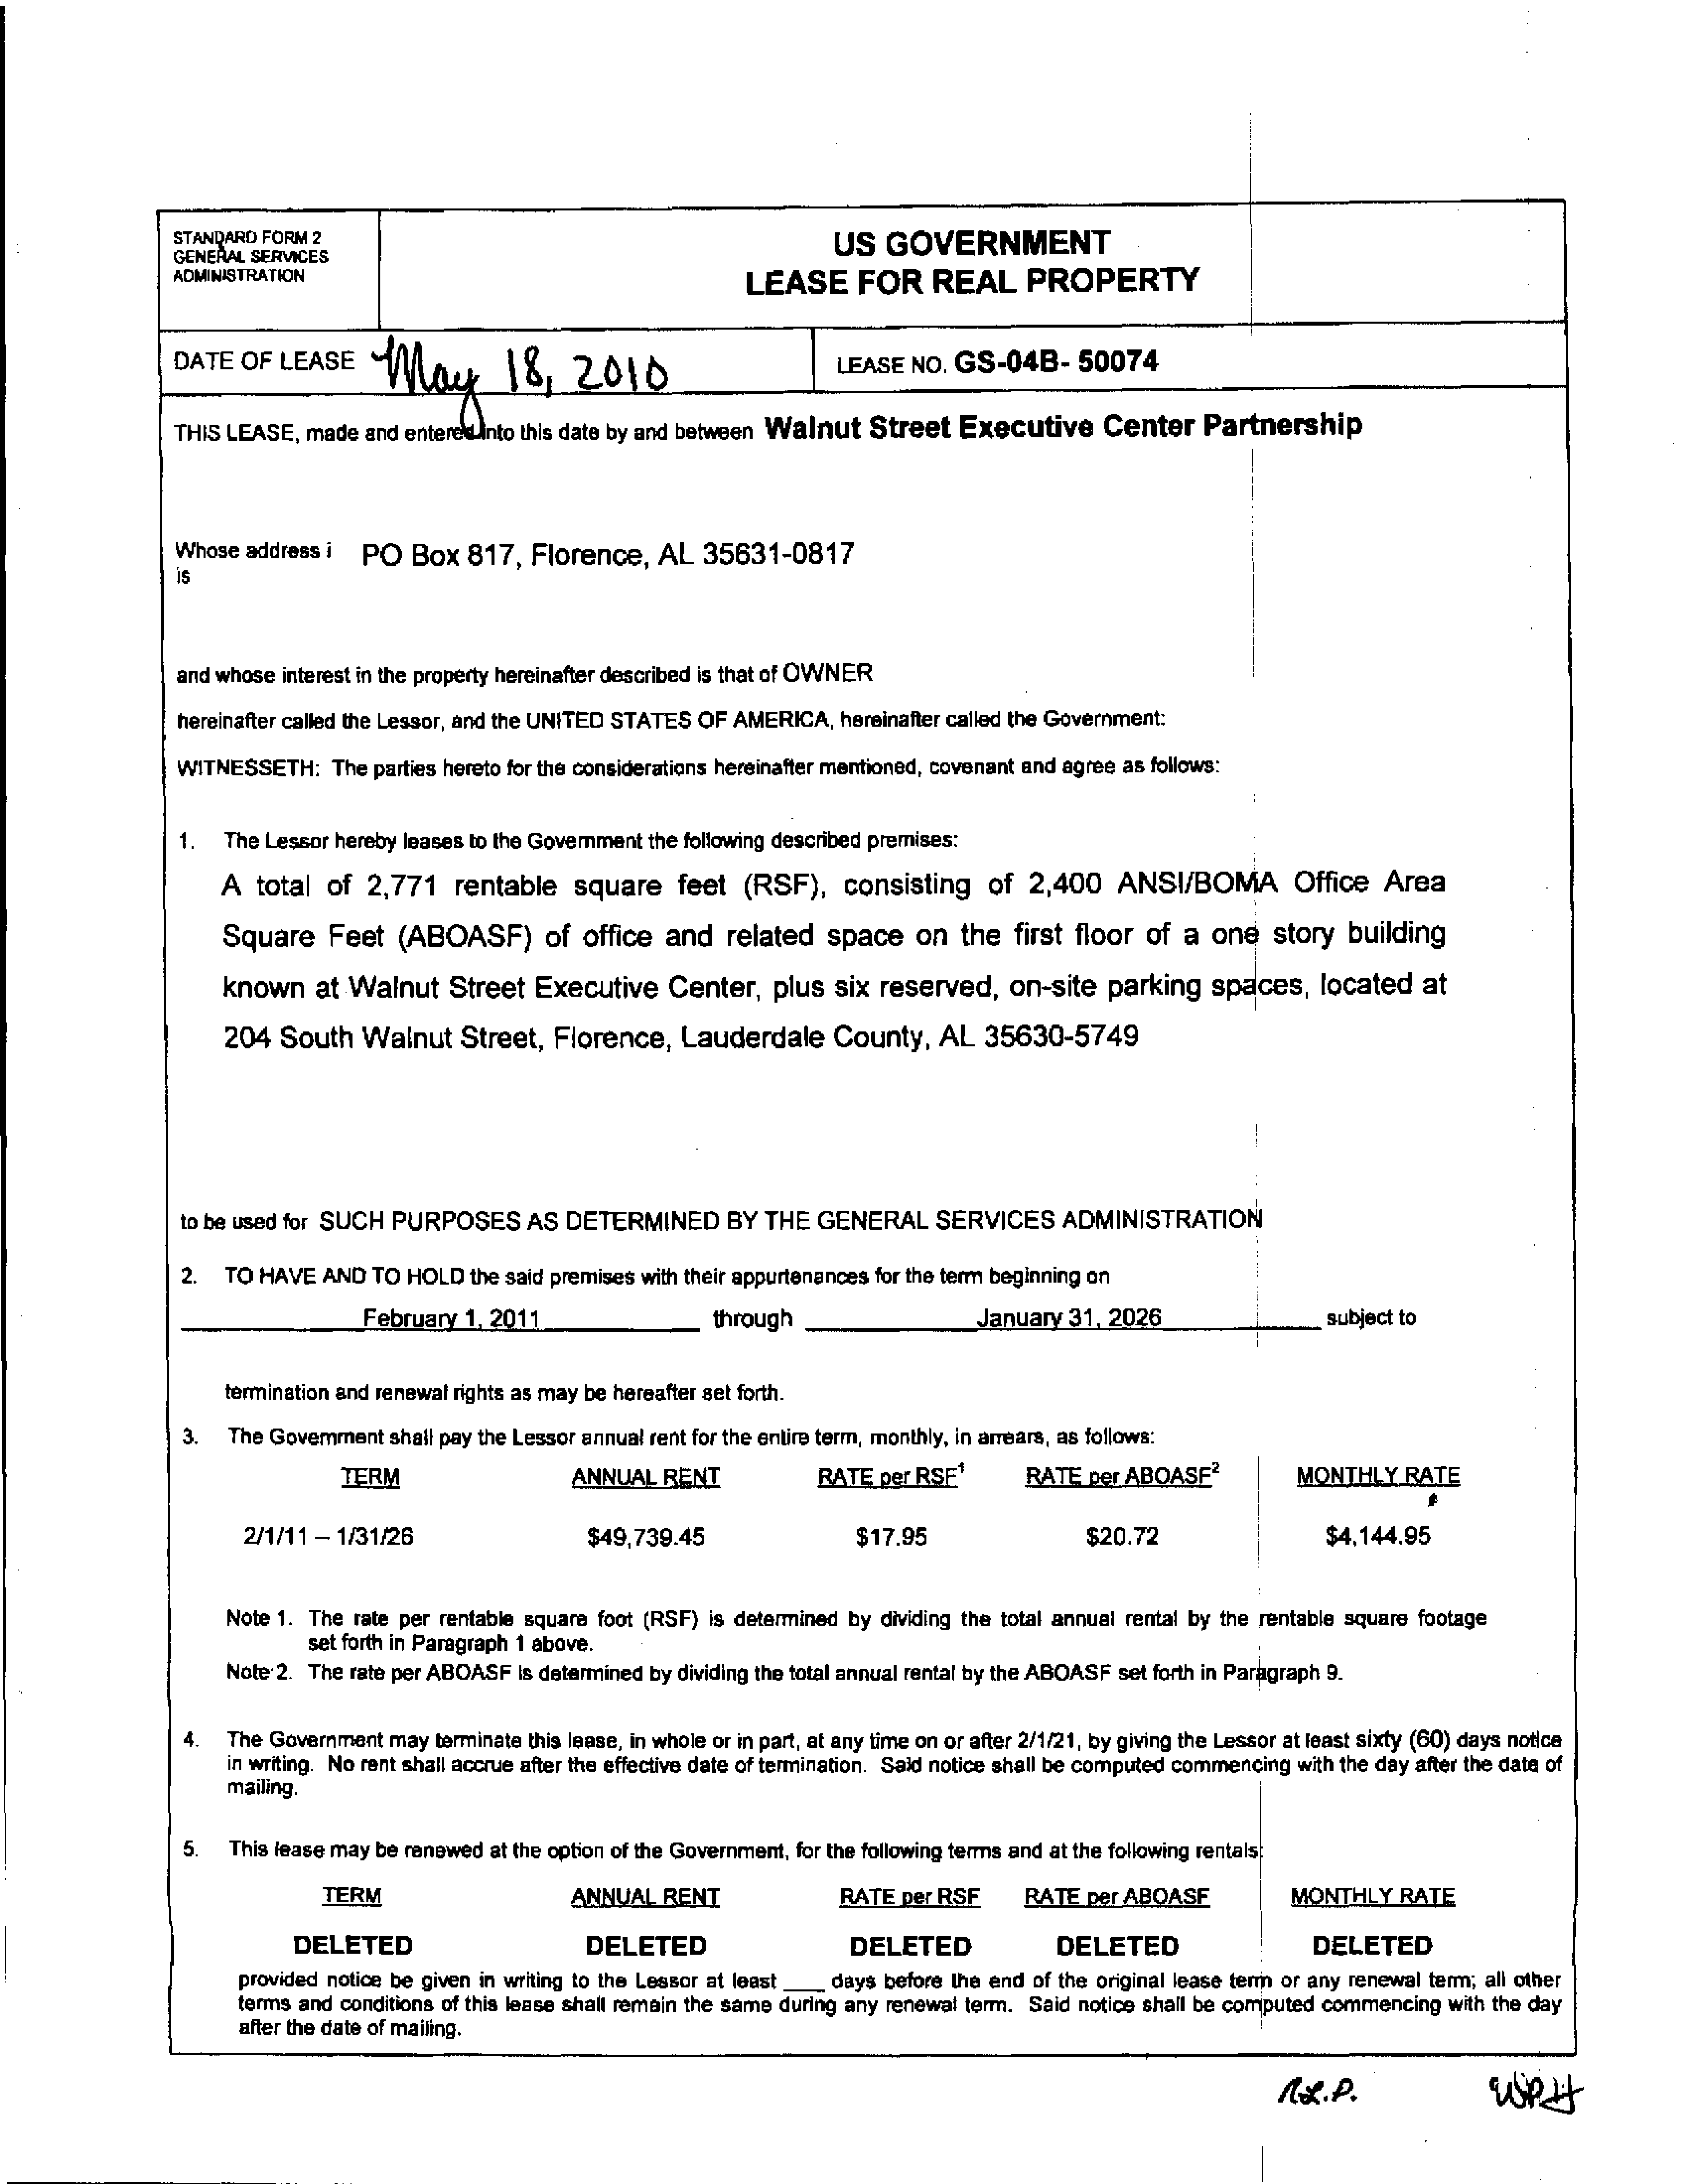 STANDARD FORM 2
GENERAL SERVICES
ADMINISTRATION
US GOVERNMENT
LEASE FOR REAL PROPERTY
DATE OF LEASE May 18, 2010
LEASE NO. GS-04B- 50074
THIS LEASE, made and entered into this date by and between Walnut Street Executive Center Partnership
Whose address i PO Box 817, Florence, AL 35631-0817
is
and whose interest in the property hereinafter described is that of OWNER
hereinafter called the Lessor, and the UNITED STATES OF AMERICA, hereinafter called the Government:
WITNESSETH: The parties hereto for the considerations hereinafter mentioned, covenant and agree as follows:
1. The Lessor hereby leases to the Government the following described premises:
A total of 2,771 rentable square feet (RSF), consisting of 2,400 ANSI/BOMA Office Area
Square Feet (ABOASF) of office and related space on the first floor of a one story building
known at Walnut Street Executive Center, plus six reserved, on-site parking spaces, located at
204 South Walnut Street, Florence, Lauderdale County, AL 35630-5749
to be used for SUCH PURPOSES AS DETERMINED BY THE GENERAL SERVICES ADMINISTRATION
2. TO HAVE AND TO HOLD the said premises with their appurtenances for the term beginning on
February 1, 2011 through January 31, 2026 subject to
termination and renewal rights as may be hereafter set forth.
3. The Government shall pay the Lessor annual rent for the entire term, monthly, in arrears, as follows:
TERM ANNUAL RENT RATE per RSF¹ RATE per ABOASF² MONTHLY RATE
2/1/11 – 1/31/26 $49,739.45 $17.95 $20.72 $4,144.95
Note 1. The rate per rentable square foot (RSF) is determined by dividing the total annual rental by the rentable square footage
set forth in Paragraph 1 above.
Note 2. The rate per ABOASF is determined by dividing the total annual rental by the ABOASF set forth in Paragraph 9.
4. The Government may terminate this lease, in whole or in part, at any time on or after 2/1/21, by giving the Lessor at least sixty (60) days notice
in writing. No rent shall accrue after the effective date of termination. Said notice shall be computed commencing with the day after the date of
mailing.
5. This lease may be renewed at the option of the Government, for the following terms and at the following rentals:
TERM ANNUAL RENT RATE per RSF RATE per ABOASF MONTHLY RATE
DELETED DELETED DELETED DELETED DELETED
provided notice be given in writing to the Lessor at least ___ days before the end of the original lease term or any renewal term; all other
terms and conditions of this lease shall remain the same during any renewal term. Said notice shall be computed commencing with the day
after the date of mailing.
R.L.P.